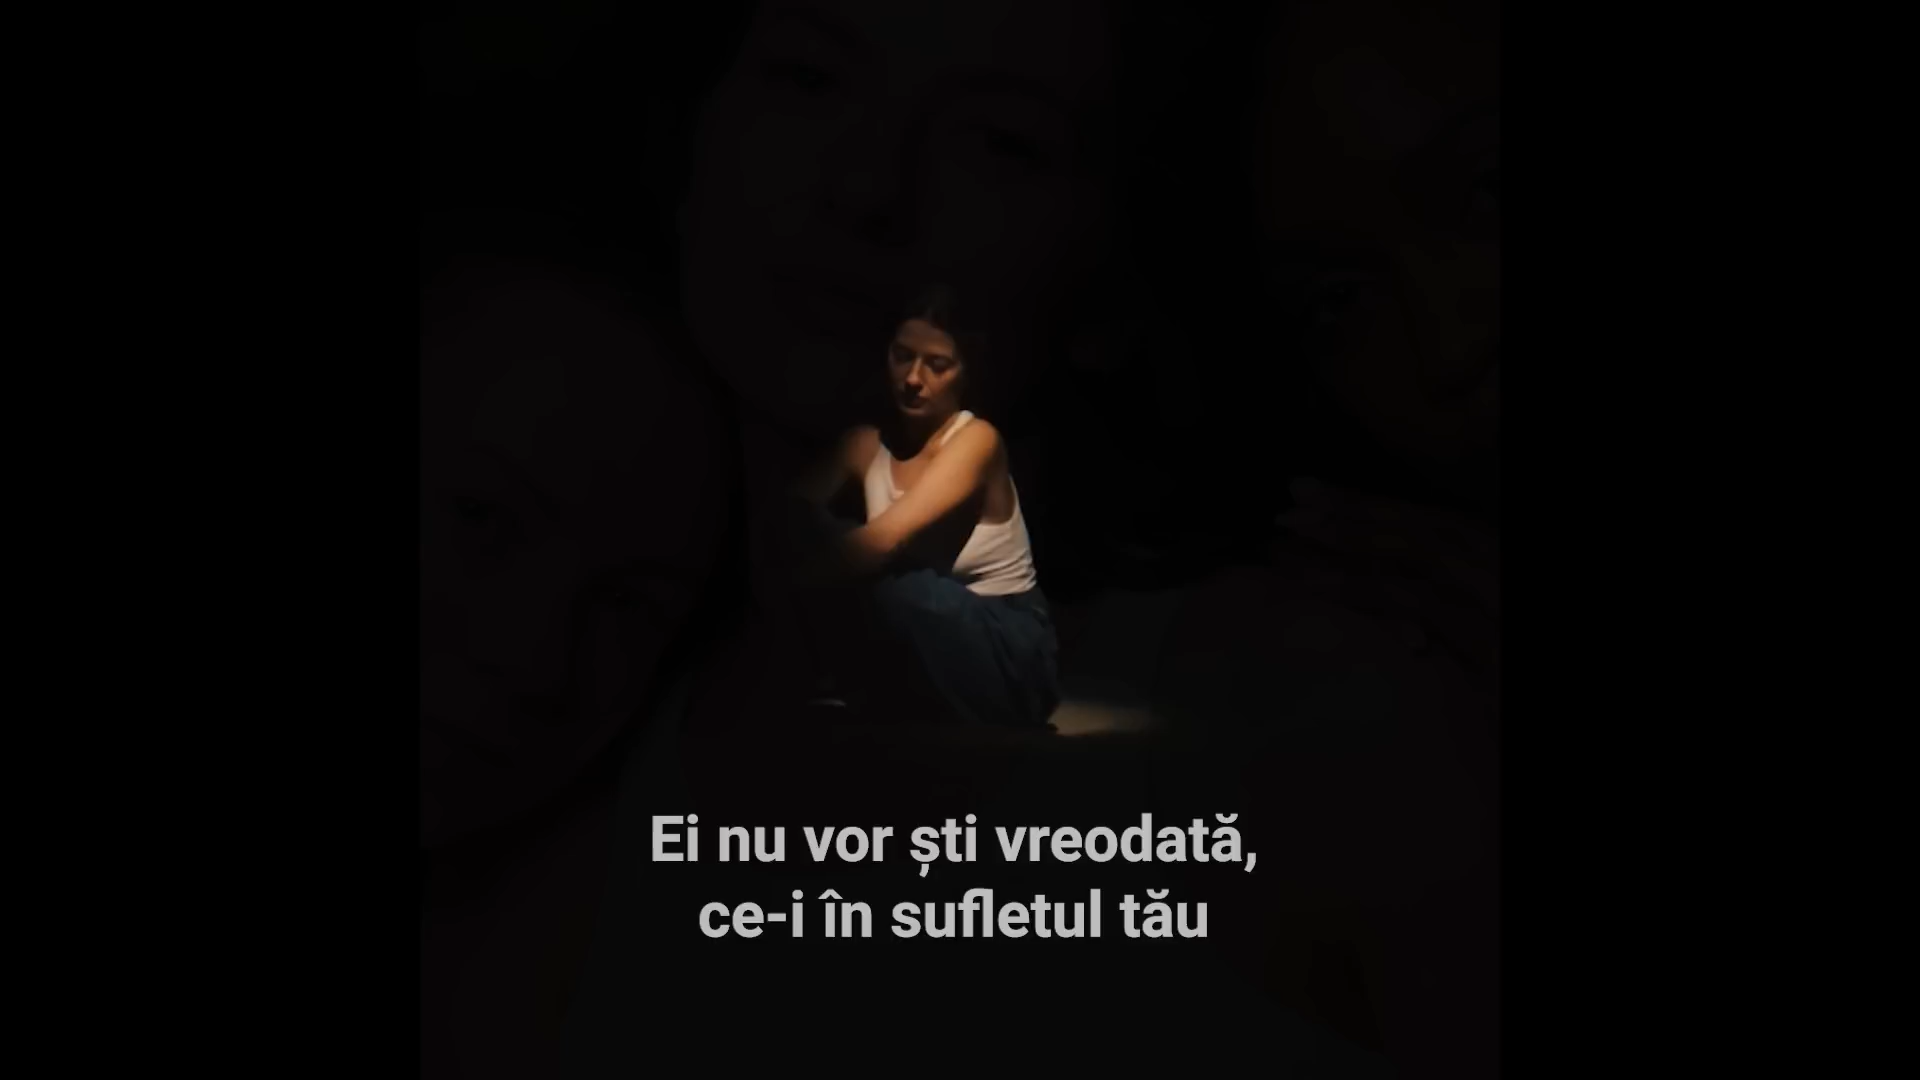 Ei nu vor ști vreodată,
ce-i în sufletul tău